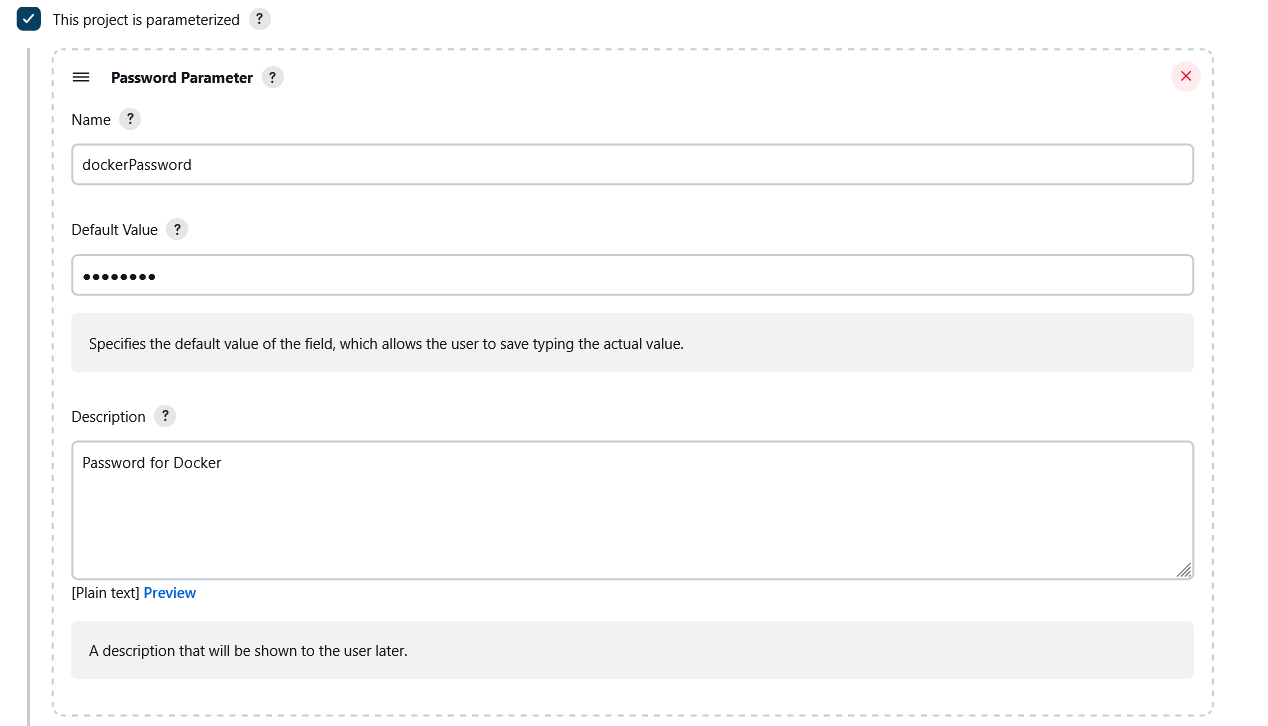 This project is parameterized ?
Password Parameter ?
Name ?
dockerPassword
Default Value ?
••••••••
Specifies the default value of the field, which allows the user to save typing the actual value.
Description ?
Password for Docker
[Plain text] Preview
A description that will be shown to the user later.